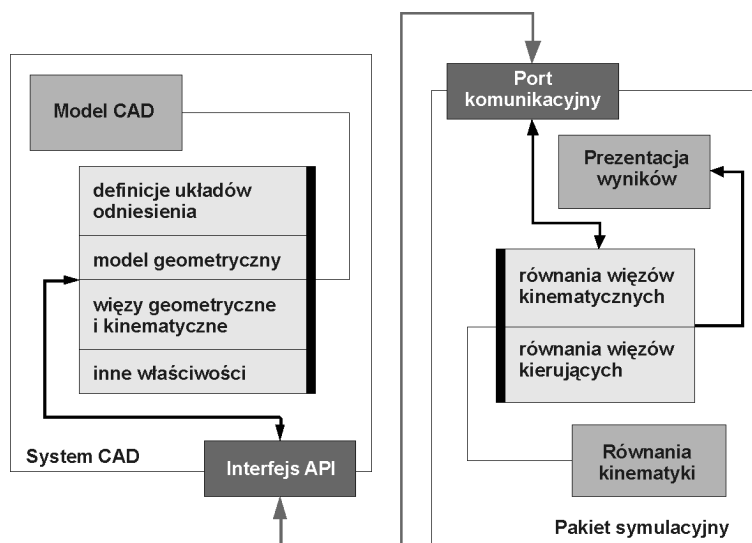 Model CAD
definicje układów
odniesienia
model geometryczny
więzy geometryczne
i kinematyczne
inne właściwości
System CAD
Interfejs API
Port
komunikacyjny
Prezentacja
wyników
równania więzów
kinematycznych
równania więzów
kierujących
Równania
kinematyki
Pakiet symulacyjny